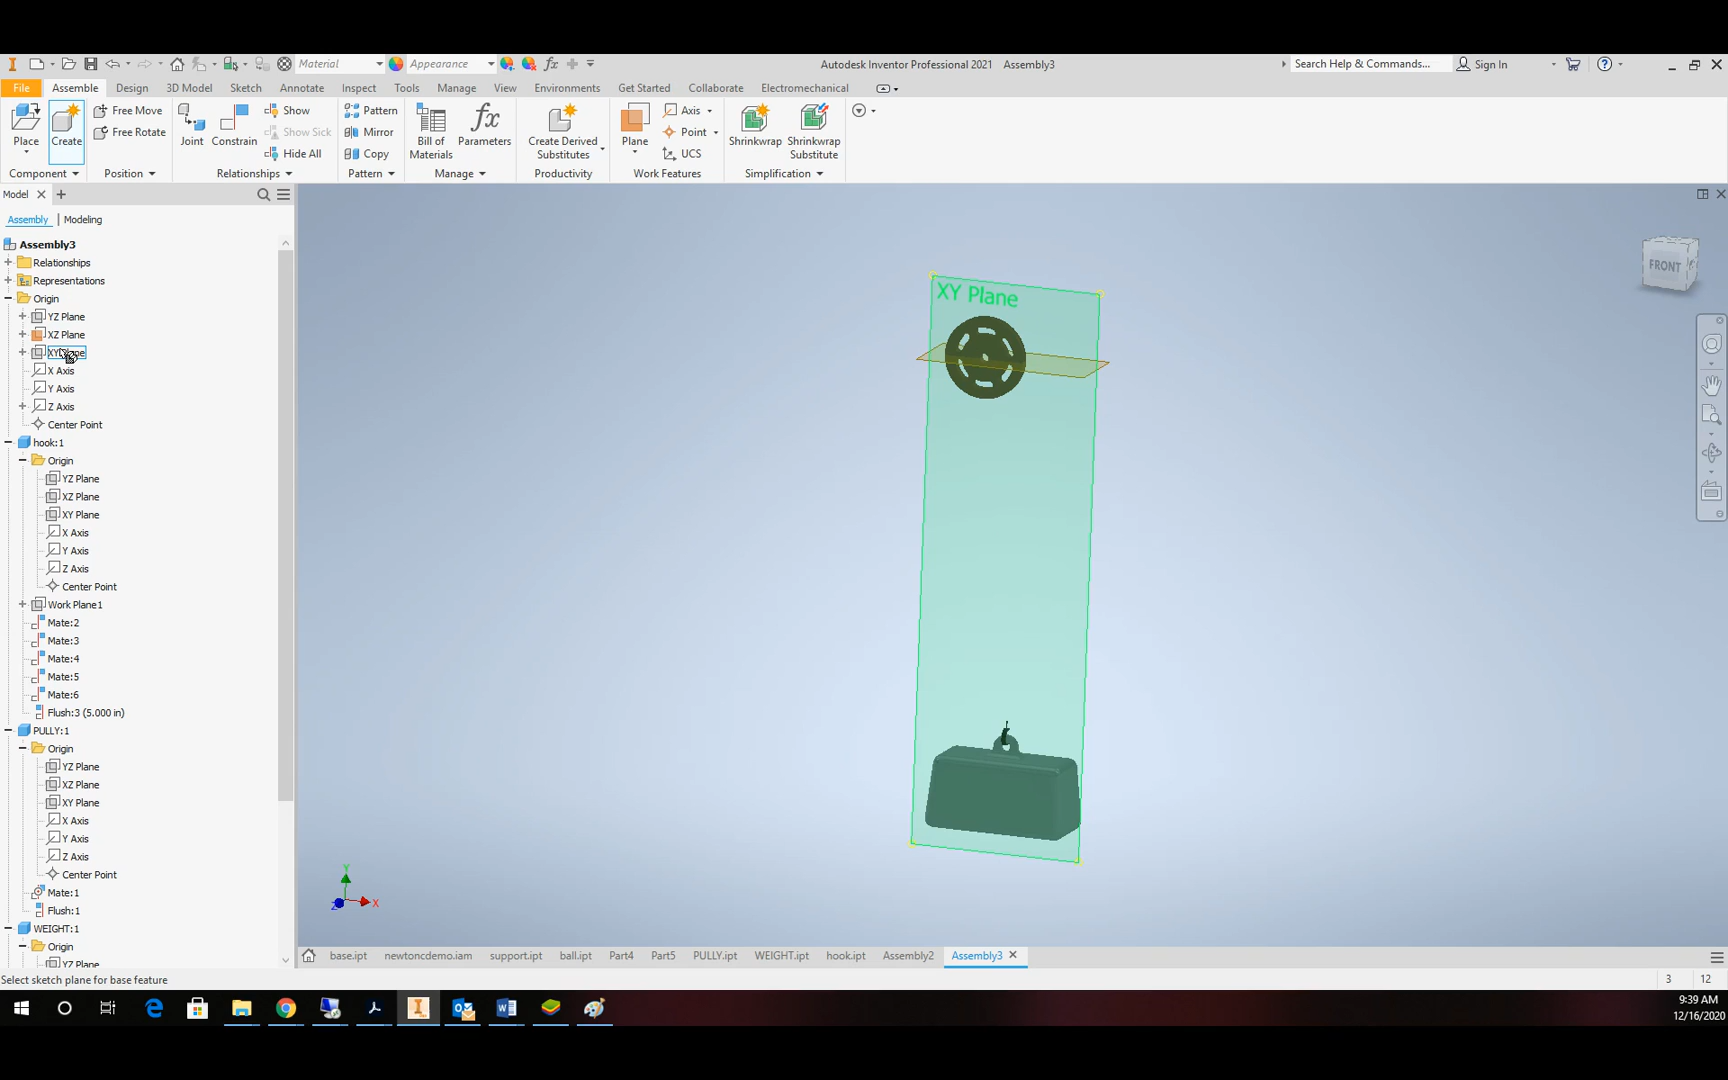 Material
Appearance
Autodesk Inventor Professional 2021 Assembly3
Search Help & Commands...
Sign In
File Assemble Design 3D Model Sketch Annotate Inspect Tools Manage View Environments Get Started Collaborate Electromechanical
Place
Create
Free Move
Free Rotate
Joint
Constrain
Show
Show Sick
Hide All
Pattern
Mirror
Copy
Bill of
Materials
Parameters
Create Derived
Substitutes
Plane
Axis
Point
UCS
Shrinkwrap
Shrinkwrap
Substitute
Component Position Relationships Pattern Manage Productivity Work Features Simplification
Model
Assembly Modeling
Assembly3
Relationships
Representations
Origin
YZ Plane
XZ Plane
XY Plane
X Axis
Y Axis
Z Axis
Center Point
hook:1
Origin
YZ Plane
XZ Plane
XY Plane
X Axis
Y Axis
Z Axis
Center Point
Work Plane1
Mate:2
Mate:3
Mate:4
Mate:5
Mate:6
Flush:3 (5.000 in)
PULLY:1
Origin
YZ Plane
XZ Plane
XY Plane
X Axis
Y Axis
Z Axis
Center Point
Mate:1
Flush:1
WEIGHT:1
Origin
YZ Plane
XY Plane
FRONT
Y
Z
X
base.ipt newtoncdemo.iam support.ipt ball.ipt Part4 Part5 PULLY.ipt WEIGHT.ipt hook.ipt Assembly2 Assembly3
Select sketch plane for base feature
3 12
9:39 AM
12/16/2020